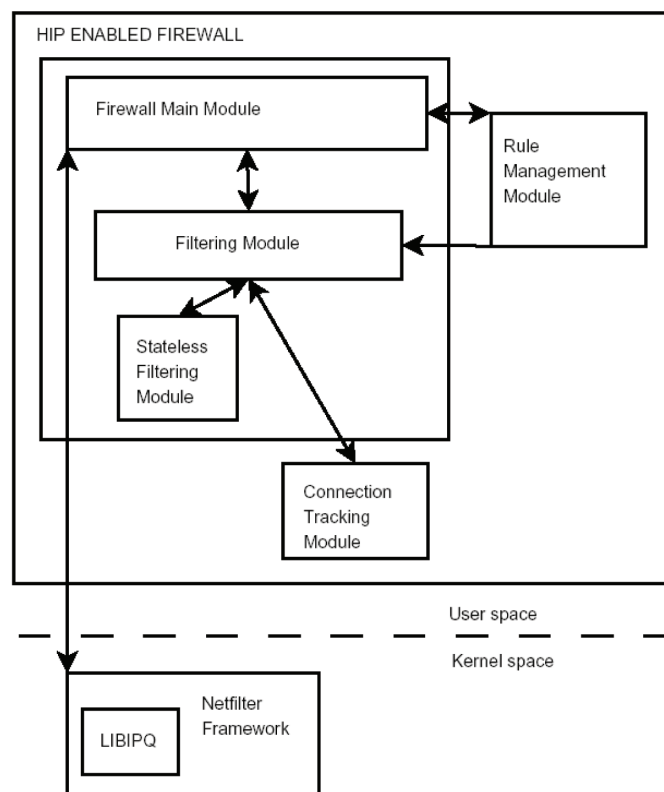 HIP ENABLED FIREWALL
Firewall Main Module
Rule
Management
Module
Filtering Module
Stateless
Filtering
Module
Connection
Tracking
Module
User space
Kernel space
Netfilter
Framework
LIBIPQ